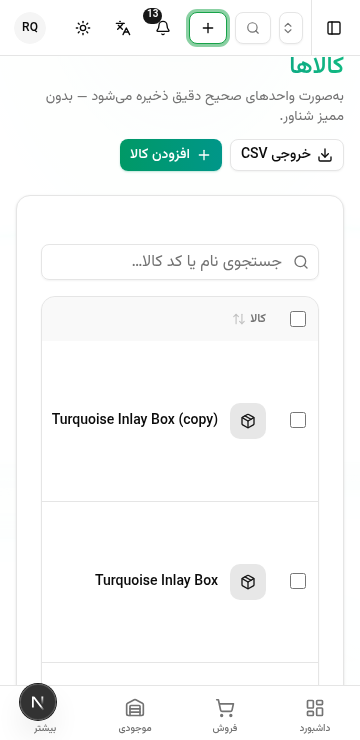 RQ
13
کالاها
به‌صورت واحدهای صحیح دقیق ذخیره می‌شود — بدون
ممیز شناور.
خروجی CSV
افزودن کالا
جستجوی نام یا کد کالا...
کالا
Turquoise Inlay Box (copy)
Turquoise Inlay Box
داشبورد
فروش
موجودی
بیشتر
N